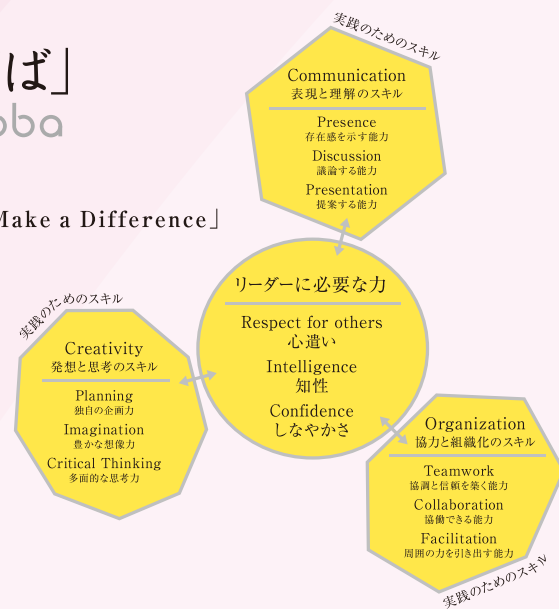 ば」
oba
Make a Difference」
実践のためのスキル
Communication
表現と理解のスキル
Presence
存在感を示す能力
Discussion
議論する能力
Presentation
提案する能力
リーダーに必要な力
Respect for others
心遣い
Intelligence
知性
Confidence
しなやかさ
実践のためのスキル
Creativity
発想と思考のスキル
Planning
独自の企画力
Imagination
豊かな想像力
Critical Thinking
多面的な思考力
Organization
協力と組織化のスキル
Teamwork
協調と信頼を築く能力
Collaboration
協働できる能力
Facilitation
周囲の力を引き出す能力
実践のためのスキル